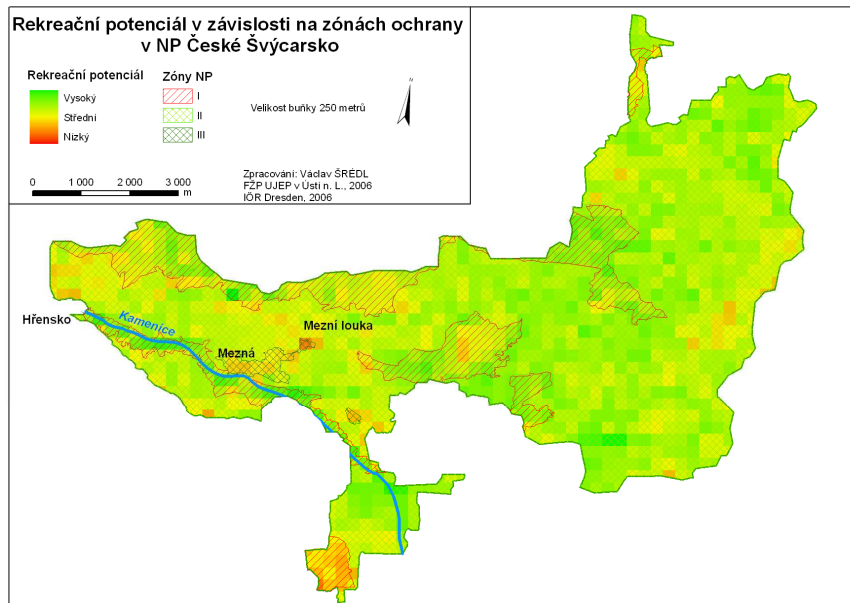 Rekreační potenciál v závislosti na zónách ochrany
v NP České Švýcarsko
Rekreační potenciál
Vysoký
Střední
Nizký
Zóny NP
I
II
III
Velikost buňky 250 metrů
N
0 1 000 2 000 3 000
m
Zpracování: Václav ŠRÉDL
FŽP UJEP v Ústí n. L., 2006
IÖR Dresden, 2006
Hřensko
Kamenice
Mezná
Mezní louka